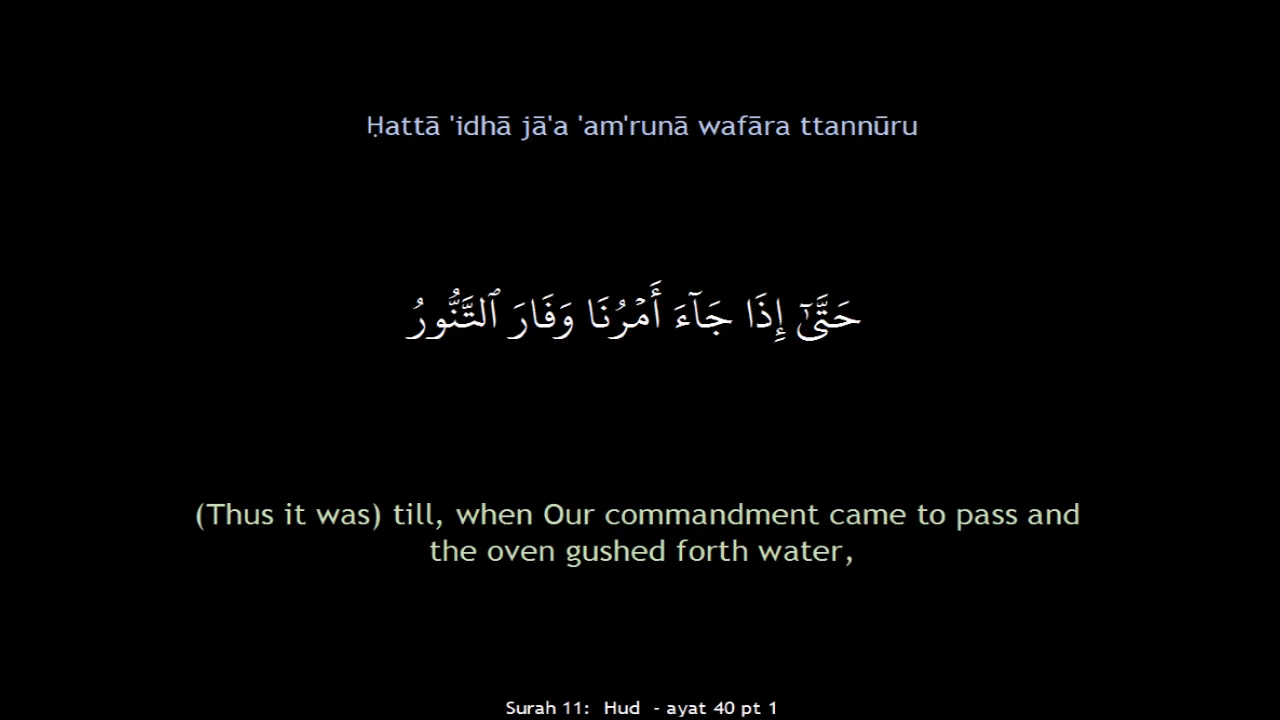 Ḥattā 'idhā jā'a 'am'runā wafāra ttannūru
حَتَّىٰٓ إِذَا جَآءَ أَمْرُنَا وَفَارَ ٱلتَّنُّورُ
(Thus it was) till, when Our commandment came to pass and
the oven gushed forth water,
Surah 11:  Hud  - ayat 40 pt 1